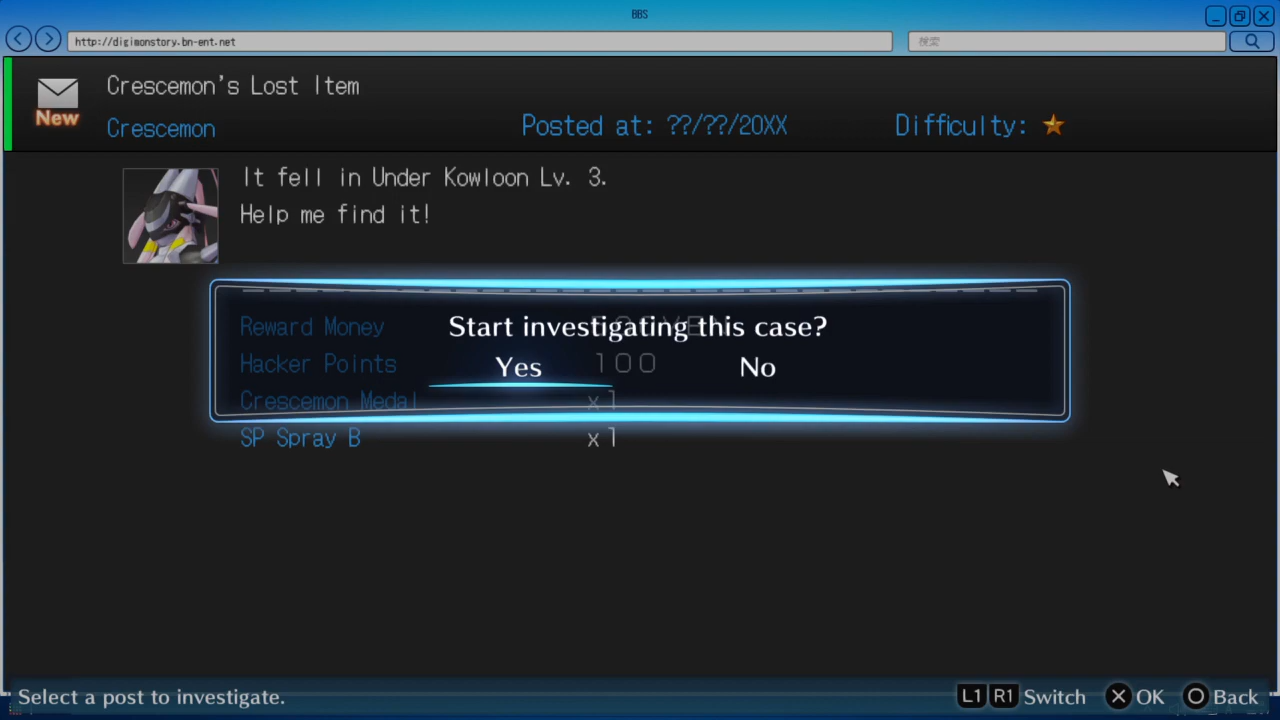 BBS
http://digimonstory.bn-ent.net
検索
Crescemon's Lost Item
New
Crescemon
Posted at: ??/??/20XX
Difficulty:
It fell in Under Kowloon Lv. 3.
Help me find it!
Reward Money
Start investigating this case?
Hacker Points 100
Yes No
Crescemon Medal x1
SP Spray B x1
Select a post to investigate.
L1 R1 Switch OK Back